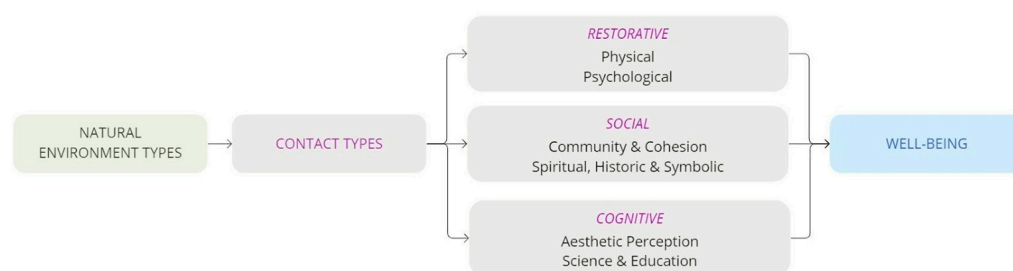 NATURAL
ENVIRONMENT TYPES
CONTACT TYPES
RESTORATIVE
Physical
Psychological
SOCIAL
Community & Cohesion
Spiritual, Historic & Symbolic
COGNITIVE
Aesthetic Perception
Science & Education
WELL-BEING